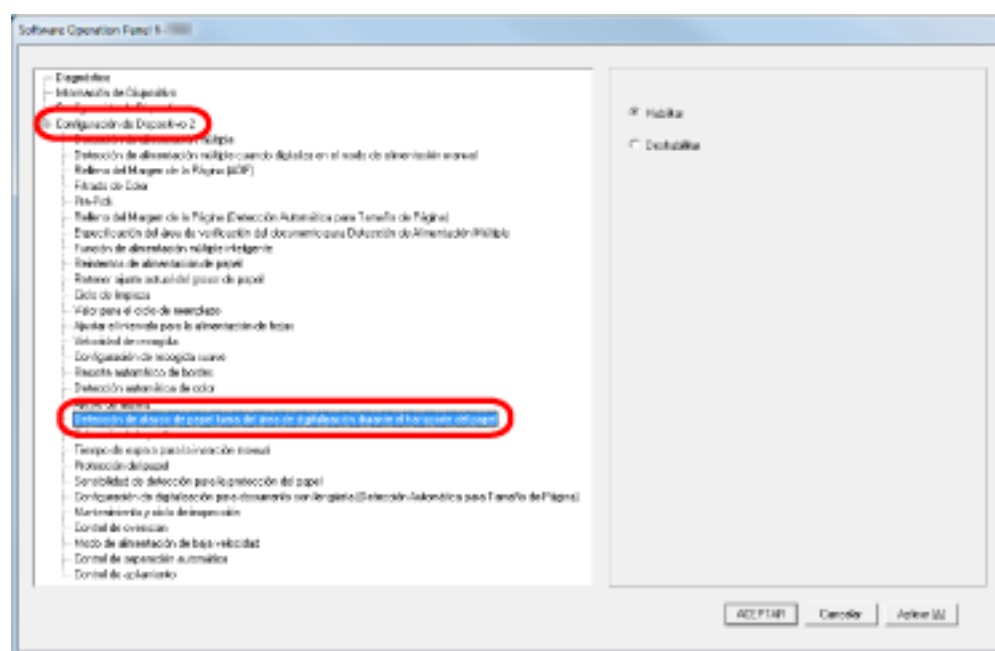 Software Operation Panel fi-
Diagnóstico
Información de Dispositivo
Configuración de Dispositivo 2
Detección de alimentación múltiple cuando digitaliza en el modo de alimentación manual
Relleno del Margen de la Página (ADF)
Filtrado de Color
Pre-Pick
Relleno del Margen de la Página (Detección Automática para Tamaño de Página)
Especificación del área de verificación del documento para Detección de Alimentación Múltiple
Función de alimentación múltiple inteligente
Reintentos de alimentación de papel
Retener ajuste actual del grosor de papel
Ciclo de limpieza
Valor para el ciclo de reemplazo
Ajustar el intervalo para la alimentación de hojas
Velocidad de recogida
Configuración de recogida suave
Recorte automático de bordes
Detección automática de color
Detección de atasco de papel fuera del área de digitalización durante el transporte del papel
Tiempo de espera para la inserción manual
Protección del papel
Sensibilidad de detección para la protección del papel
Configuración de digitalización para documento con lengüeta (Detección Automática para Tamaño de Página)
Mantenimiento y ciclo de inspección
Control de overscan
Modo de alimentación de baja velocidad
Control de separación automática
Control de apilamiento
Habilitar
Deshabilitar
ACEPTAR Cancelar Aplicar (A)